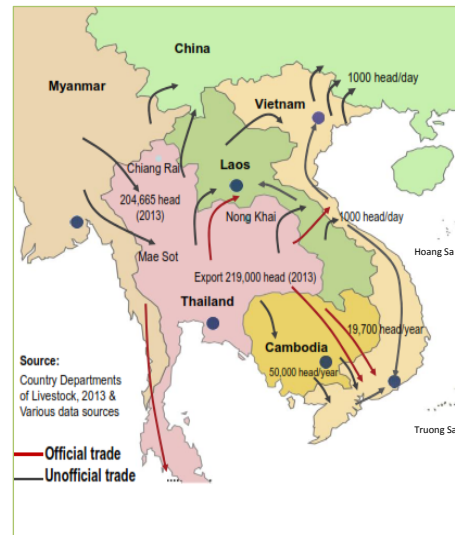 China
1000 head/day
Myanmar
Vietnam
Chiang Rai
Laos
204,665 head
(2013)
Nong Khai
1000 head/day
Mae Sot
Hoang Sa
Export 219,000 head (2013)
Thailand
19,700 head/year
Cambodia
Source:
50,000 head/year
Country Departments
of Livestock, 2013 &
Various data sources
Truong Sa
Official trade
Unofficial trade